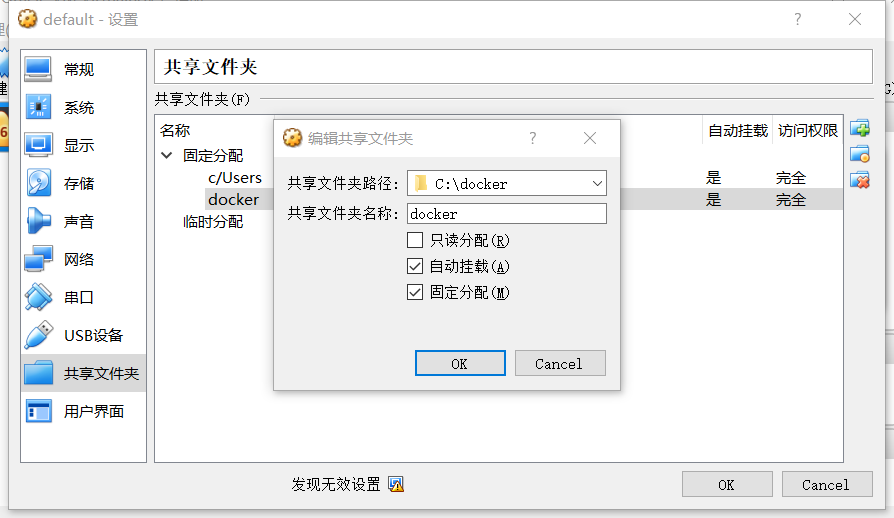 default - 设置
常规
系统
显示
存储
声音
网络
串口
USB设备
共享文件夹
用户界面
共享文件夹
共享文件夹(F)
名称 自动挂载 访问权限
固定分配
c/Users 是 完全
docker 是 完全
临时分配
编辑共享文件夹
共享文件夹路径: C:\docker
共享文件夹名称: docker
只读分配(R)
自动挂载(A)
固定分配(M)
OK Cancel
发现无效设置
OK Cancel